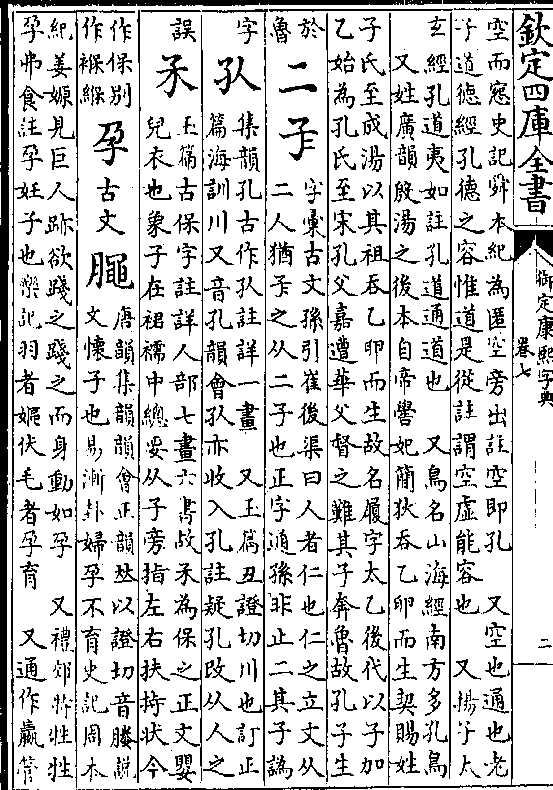 欽定四庫全書
御定康熙字典
卷七
二
空而窓史記舜本紀為匿空旁出註空即孔 又空也通也老
子道德經孔德之容惟道是從註謂空虛能容也 又揚子太
玄經孔道夷如註孔道通道也 又鳥名山海經南方多孔鳥
又姓廣韻殷湯之後本自帝嚳妃簡狄吞乙卵而生契賜姓
子氏至成湯以其祖吞乙卵而生故名履字太乙後代以子加
乙始為孔氏至宋孔父嘉遭華父督之難其子奔魯故孔子生
於
魯
字彙古文孫引崔後渠曰人者仁也仁之立文从
二人猶之从二子也正字通孫非止二其子譌
字
集韻孔古作註詳一畫 又玉篇丑證切川也訂正
篇海訓川又音孔韻會亦收入孔註疑孔改从人之
誤
玉篇古保字註詳人部七畫六書故為保之正文嬰
兒衣也象子在裙襦中總要从子旁指左右扶持状今
作保别
作褓緥
孕 古文
唐韻集韻韻會正韻𠀤以證切音媵說
文懷子也易漸卦婦孕不育史記周本
紀姜嫄見巨人跡欲踐之踐之而身動如孕 又禮郊特牲牲
孕弗食註孕妊子也樂記羽者嫗伏毛者孕育 又通作管